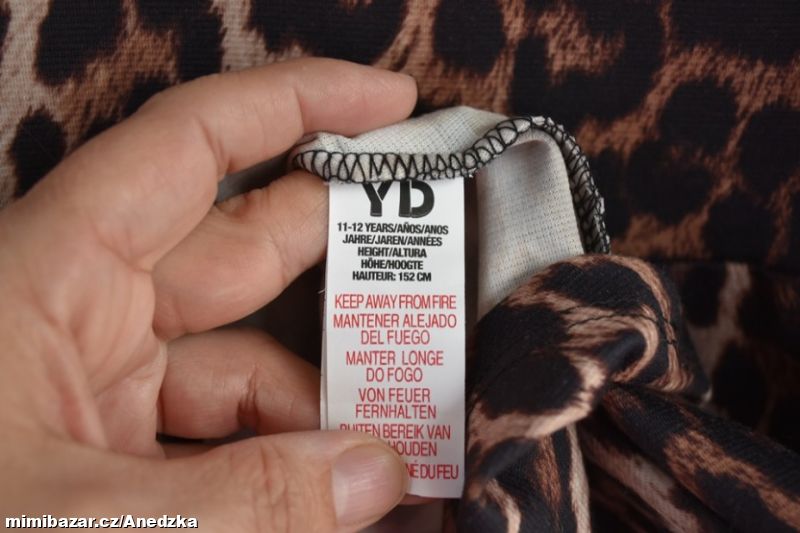 YD
11-12 YEARS/AÑOS/ANOS
JAHRE/JAREN/ANNÉES
HEIGHT/ALTURA
HÖHE/HOOGTE
HAUTEUR: 152 CM
KEEP AWAY FROM FIRE
MANTENER ALEJADO
DEL FUEGO
MANTER LONGE
DO FOGO
VON FEUER
FERNHALTEN
BUITEN BEREIK VAN
DU FEU
mimibazar.cz/Anedzka